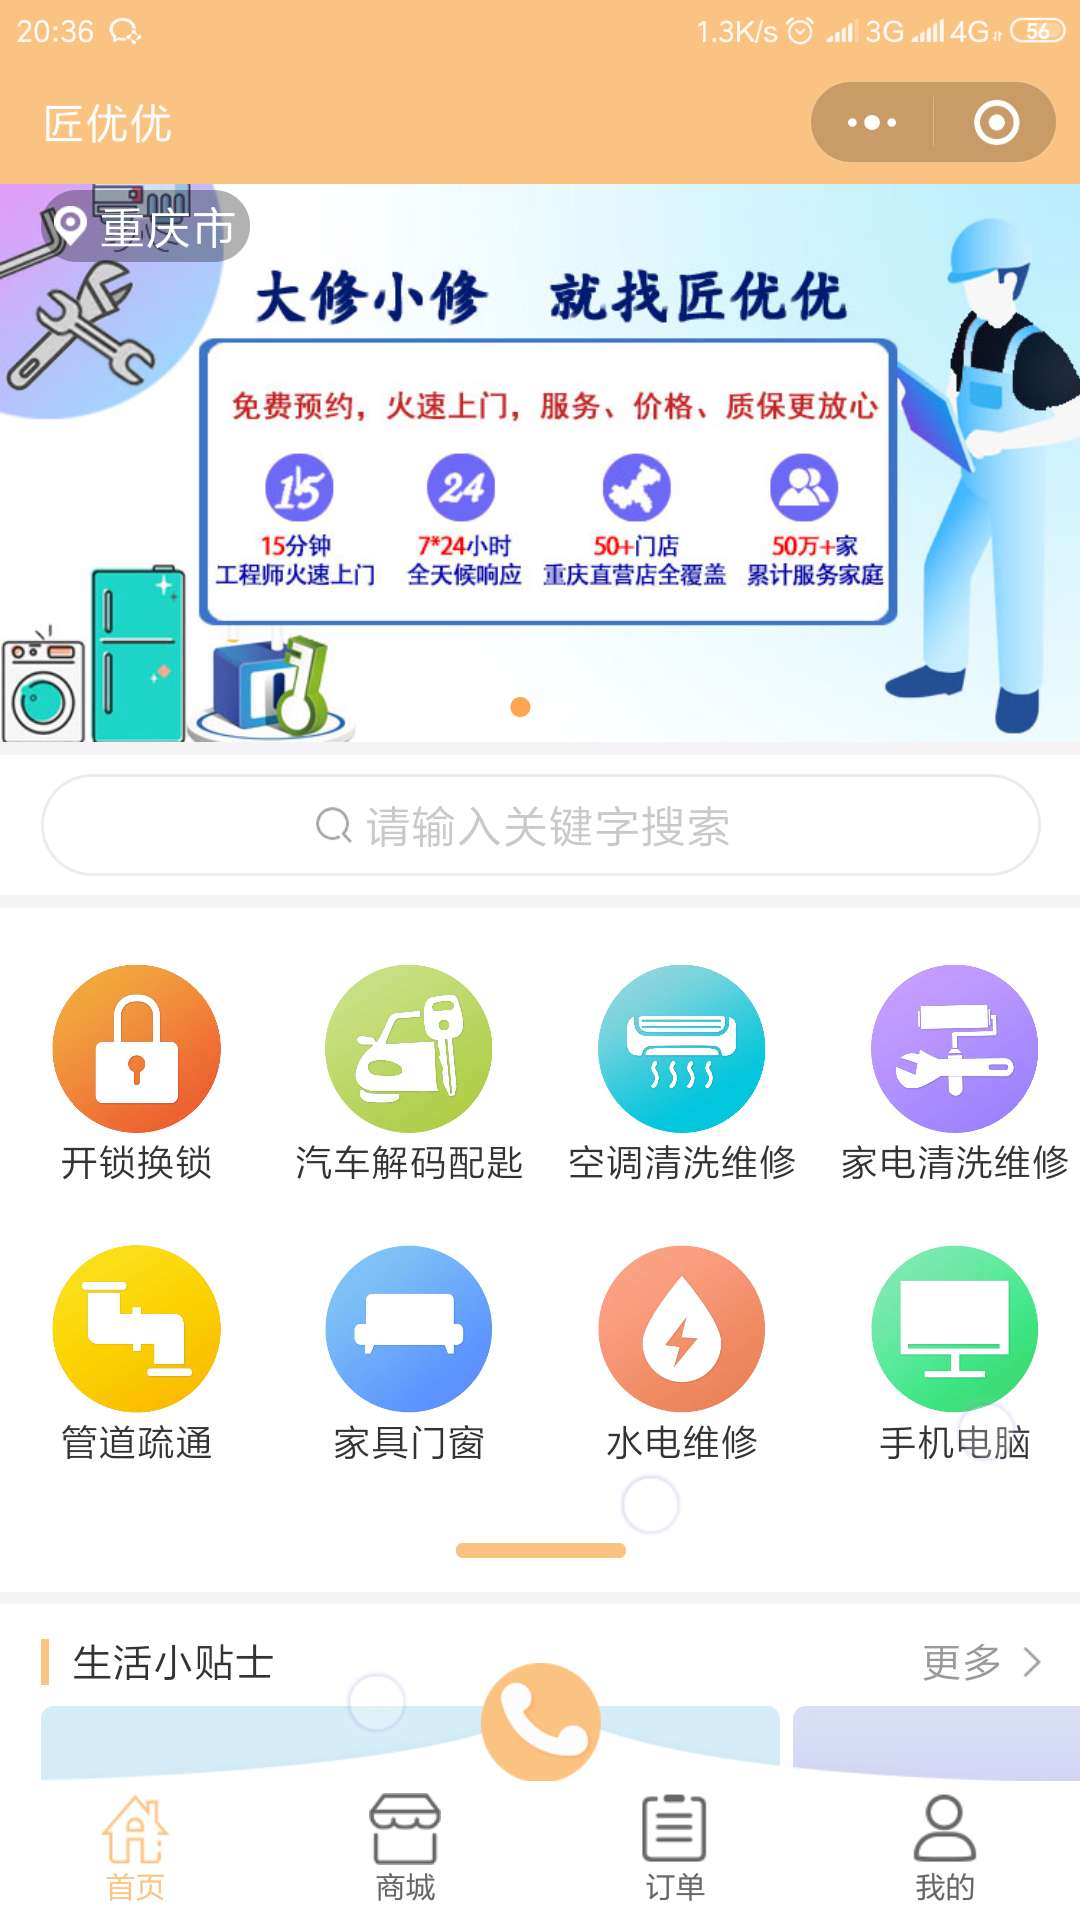 20:36 1.3K/s 3G 4G 56
匠优优
重庆市
大修小修 就找匠优优
免费预约，火速上门，服务、价格、质保更放心
15 24
15分钟 7*24小时 50+门店 50万+家
工程师火速上门 全天候响应 重庆直营店全覆盖 累计服务家庭
请输入关键字搜索
开锁换锁 汽车解码配匙 空调清洗维修 家电清洗维修
管道疏通 家具门窗 水电维修 手机电脑
生活小贴士 更多
首页 商城 订单 我的